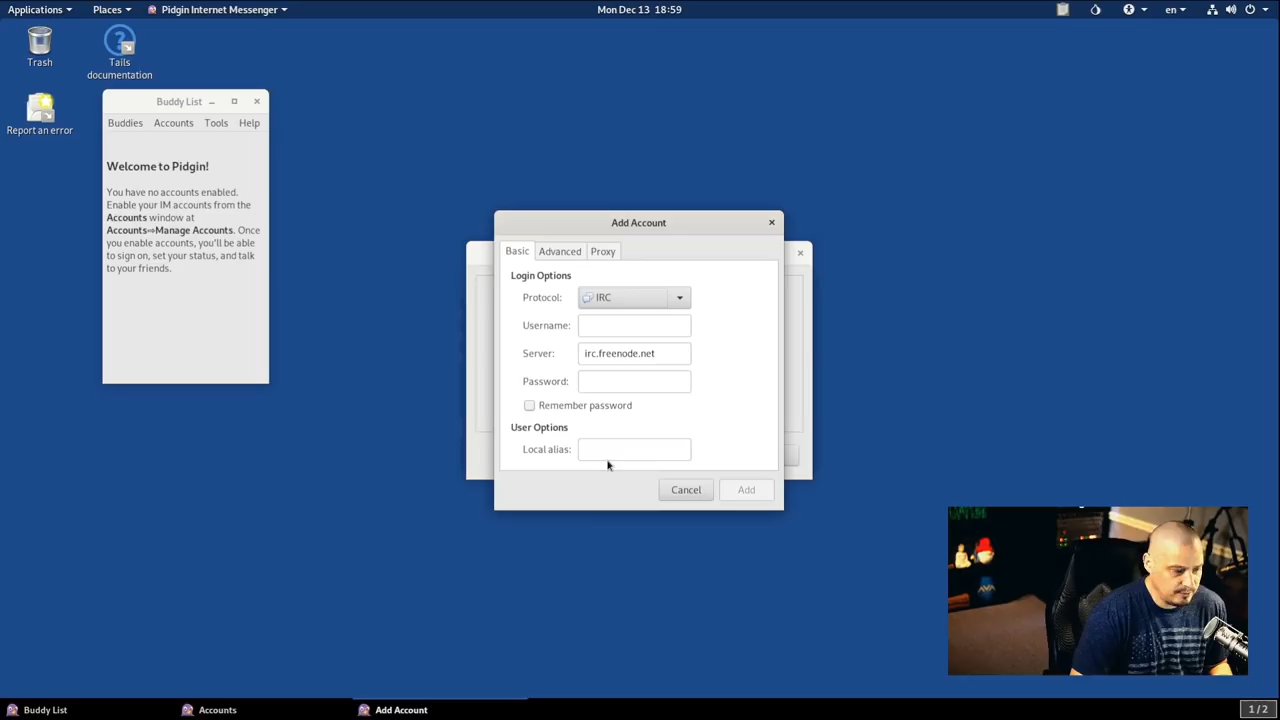 Applications
Places
Pidgin Internet Messenger
Mon Dec 13  18:59
en
Trash
Tails
documentation
Report an error
Buddy List
Buddies
Accounts
Tools
Help
Welcome to Pidgin!
You have no accounts enabled.
Enable your IM accounts from the
Accounts window at
Accounts⇨Manage Accounts. Once
you enable accounts, you'll be able
to sign on, set your status, and talk
to your friends.
Add Account
Basic
Advanced
Proxy
Login Options
Protocol:
IRC
Username:
Server:
irc.freenode.net
Password:
Remember password
User Options
Local alias:
Cancel
Add
Buddy List
Accounts
Add Account
1 / 2